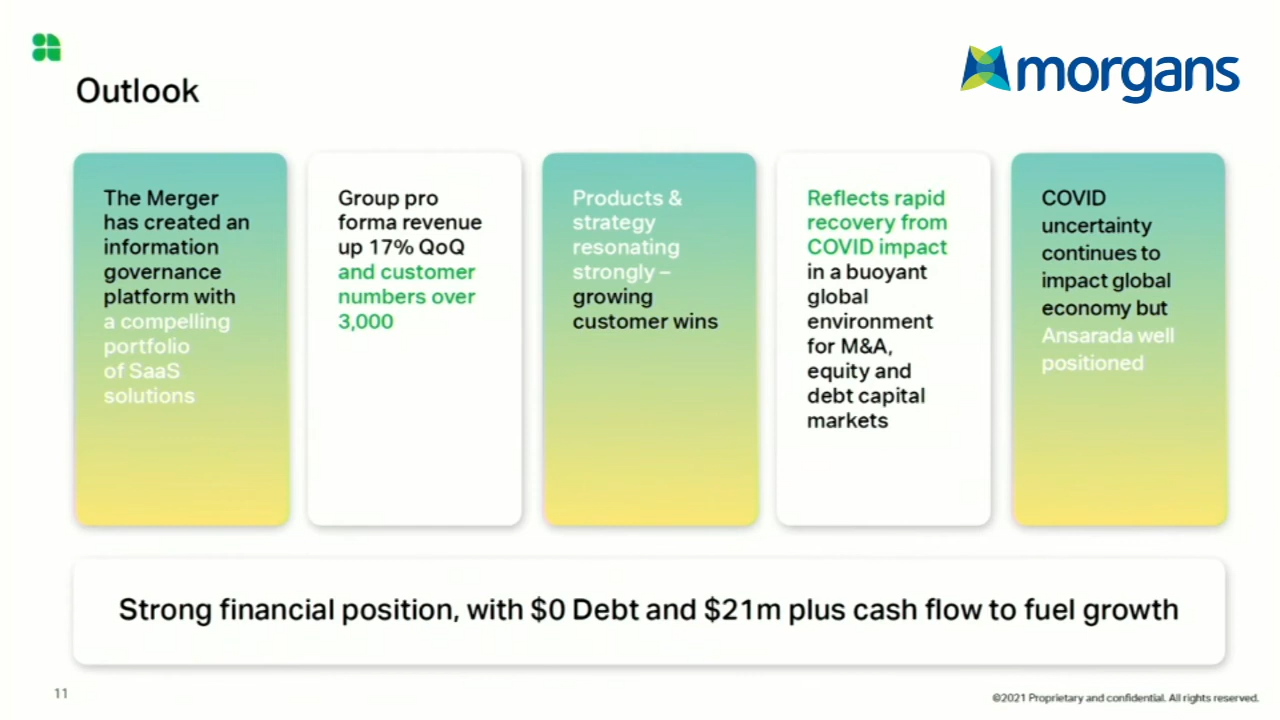 morgans
Outlook
The Merger
has created an
information
governance
platform with
a compelling
portfolio
of SaaS
solutions
Group pro
forma revenue
up 17% QoQ
and customer
numbers over
3,000
Products &
strategy
resonating
strongly –
growing
customer wins
Reflects rapid
recovery from
COVID impact
in a buoyant
global
environment
for M&A,
equity and
debt capital
markets
COVID
uncertainty
continues to
impact global
economy but
Ansarada well
positioned
Strong financial position, with $0 Debt and $21m plus cash flow to fuel growth
11
©2021 Proprietary and confidential. All rights reserved.